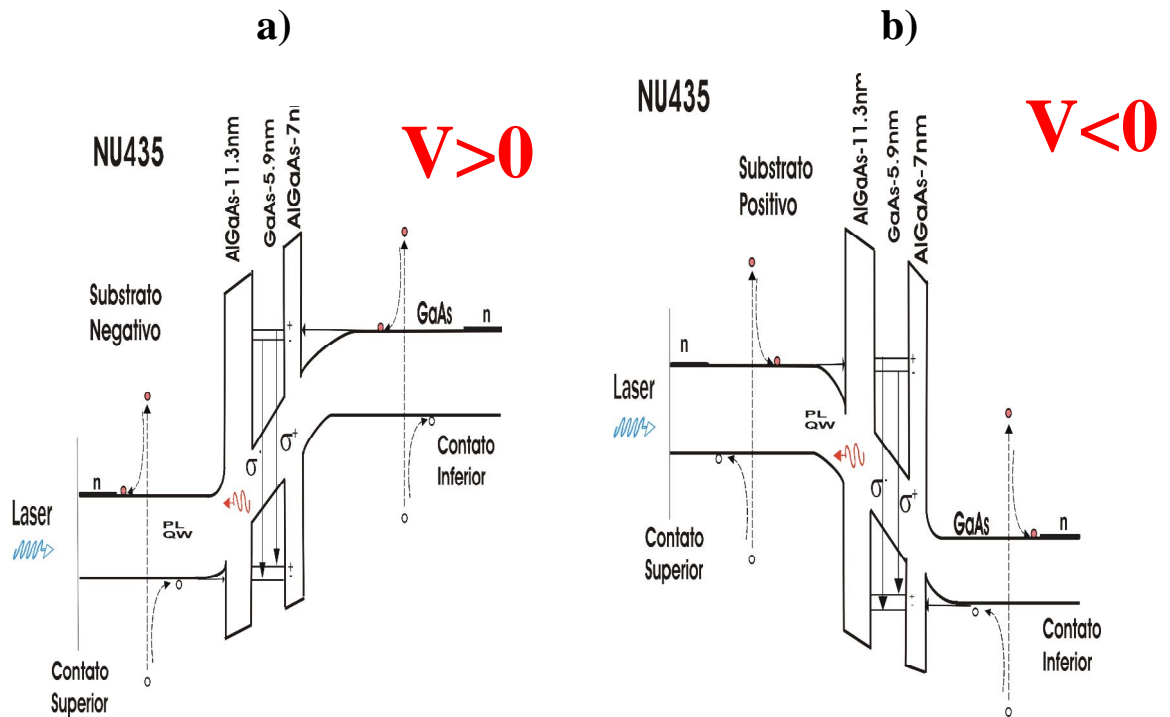 a)
NU435
V>0
AlGaAs-11.3nm
GaAs-5.9nm
AlGaAs-7n
Substrato
Negativo
GaAs
n
+
-
σ-
σ+
Contato
Inferior
n
Laser
PL
QW
+
-
Contato
Superior
b)
NU435
V<0
AlGaAs-11.3nm
GaAs-5.9nm
AlGaAs-7nm
Substrato
Positivo
n
+
-
Laser
PL
QW
σ-
σ+
GaAs
n
Contato
Superior
+
-
Contato
Inferior